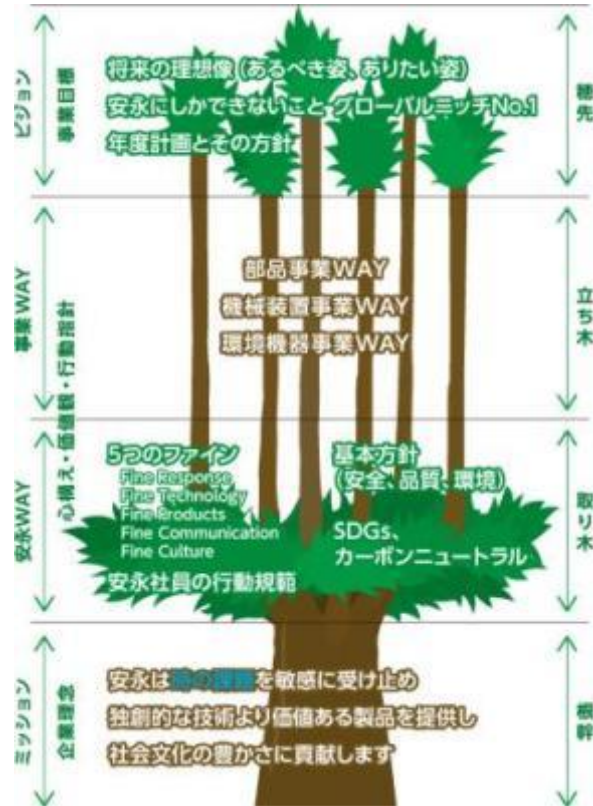 ビジョン
事業目標
将来の理想像（あるべき姿、ありたい姿）
安永にしかできないこと グローバルニッチNo.1
年度計画とその方針
穂先
事業WAY
心構え・価値観・行動指針
部品事業WAY
機械装置事業WAY
環境機器事業WAY
立ち木
安永WAY
5つのファイン
Fine Response
Fine Technology
Fine Products
Fine Communication
Fine Culture
安永社員の行動規範
基本方針
（安全、品質、環境）
SDGs、
カーボンニュートラル
取り木
ミッション
企業理念
安永は時の課題を敏感に受け止め
独創的な技術より価値ある製品を提供し
社会文化の豊かさに貢献します
根幹